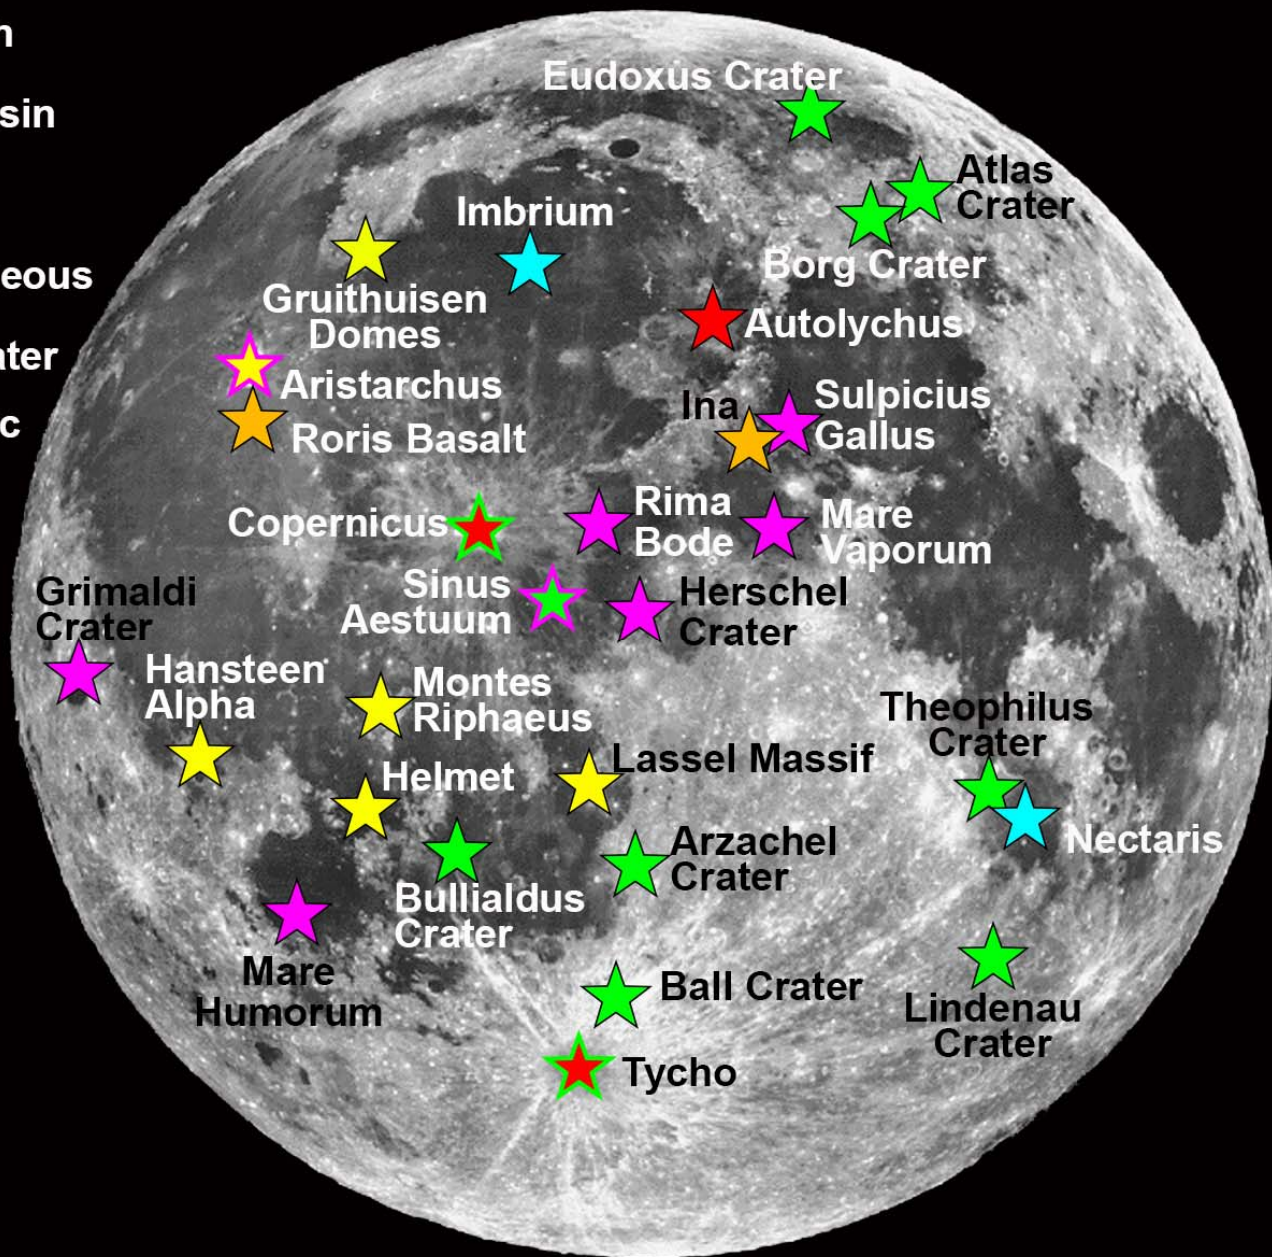 Eudoxus Crater
Atlas
Crater
Imbrium
Borg Crater
eous
Gruithuisen
Domes
Autolychus
Aristarchus
Ina
Sulpicius
Gallus
Roris Basalt
Rima
Bode
Mare
Vaporum
Copernicus
Sinus
Aestuum
Herschel
Crater
Grimaldi
Crater
Hansteen
Alpha
Montes
Riphaeus
Theophilus
Crater
Lassel Massif
Helmet
Nectaris
Arzachel
Crater
Bullialdus
Crater
Mare
Humorum
Ball Crater
Lindenau
Crater
Tycho